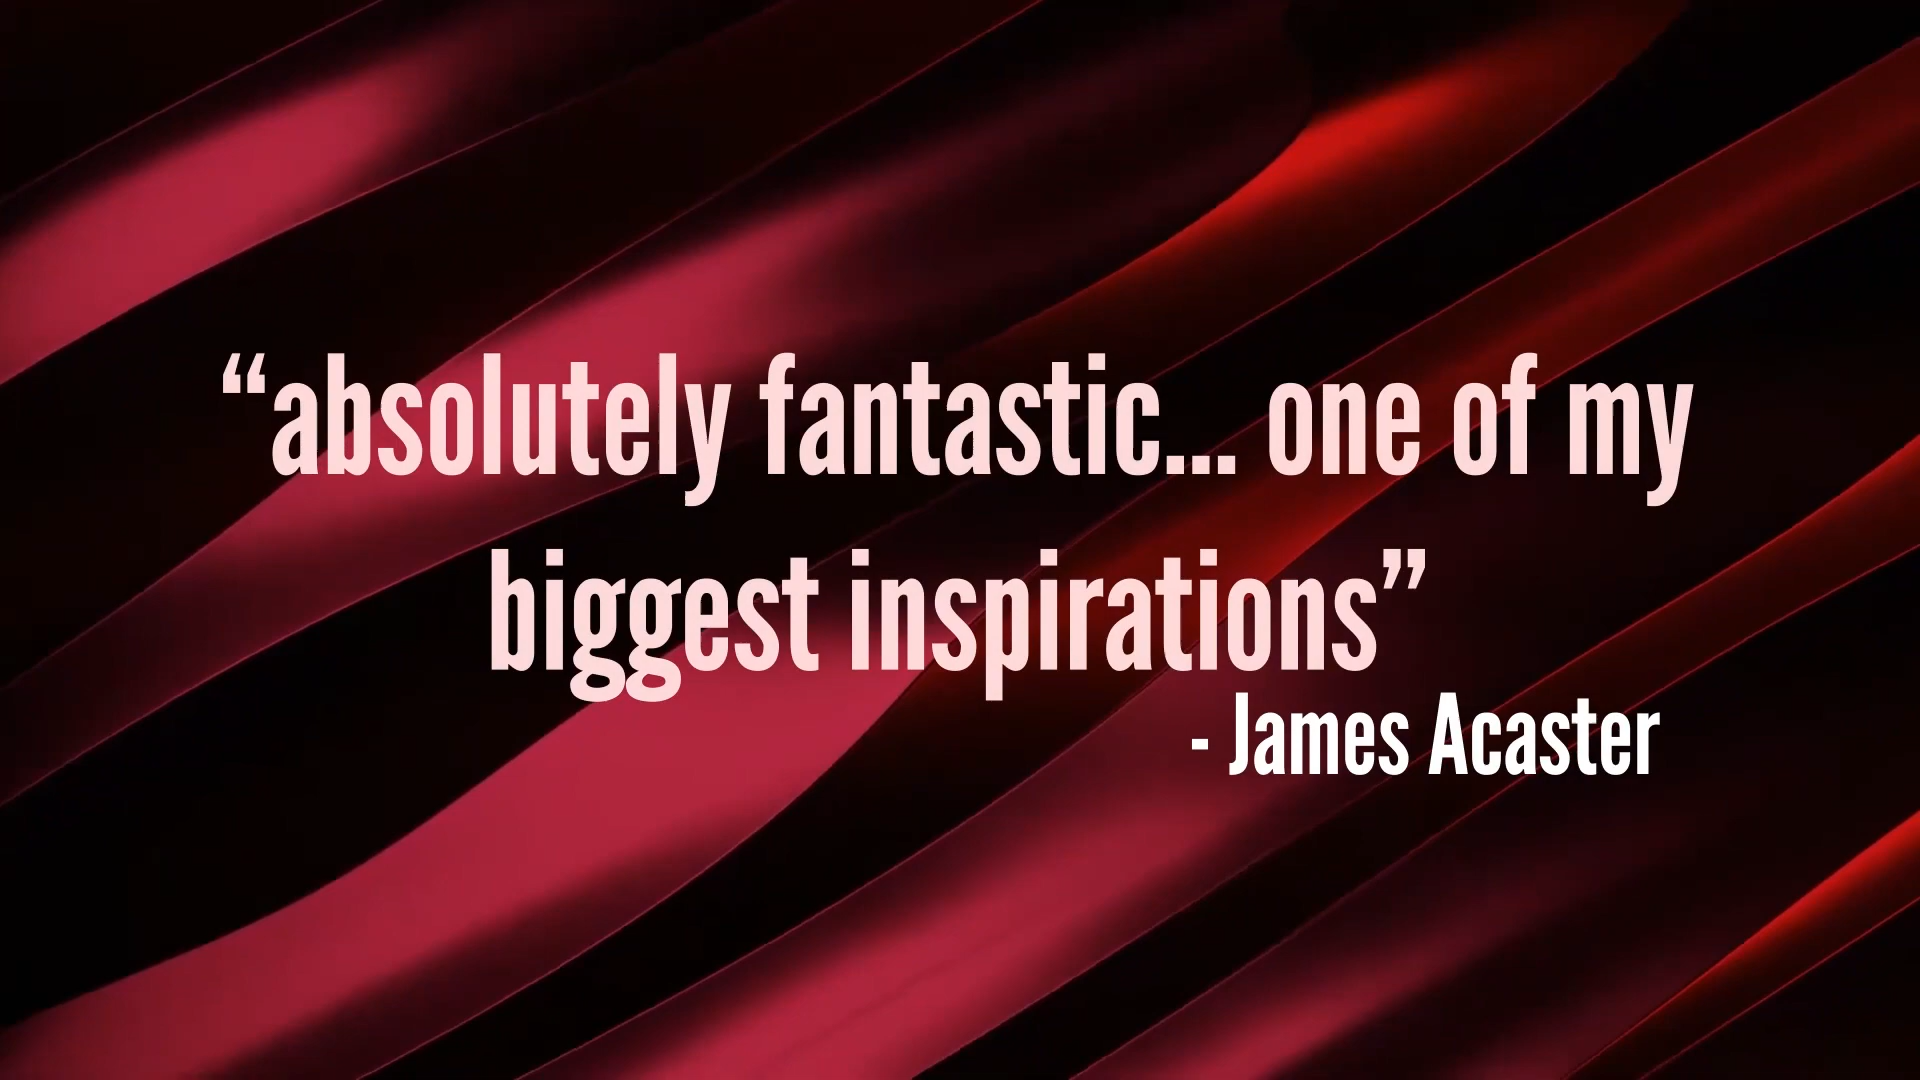 “absolutely fantastic... one of my
biggest inspirations”
- James Acaster